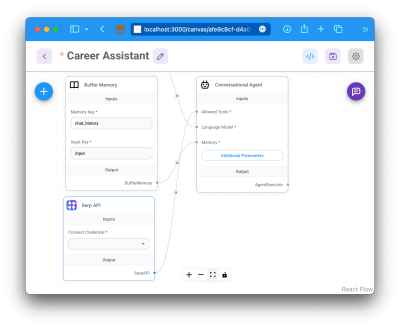 localhost:3000/canvas/afe9c8cf-d4a0
* Career Assistant
Buffer Memory
Inputs
Memory Key *
chat_history
Input Key *
input
Output
BufferMemory
Conversational Agent
Inputs
Allowed Tools *
Language Model *
Memory *
Additional Parameters
Output
AgentExecutor
Serp API
Inputs
Connect Credential *
Output
SerpAPI
React Flow